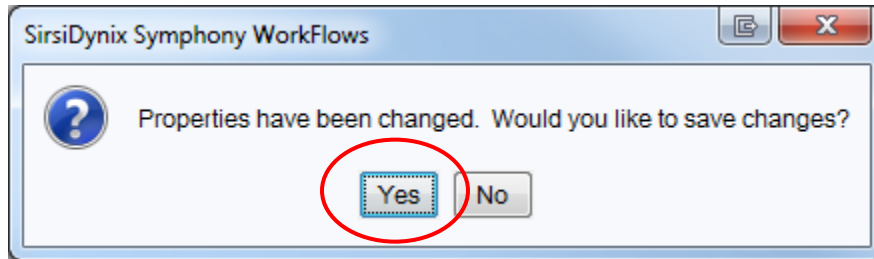 SirsiDynix Symphony WorkFlows
Properties have been changed. Would you like to save changes?
Yes No